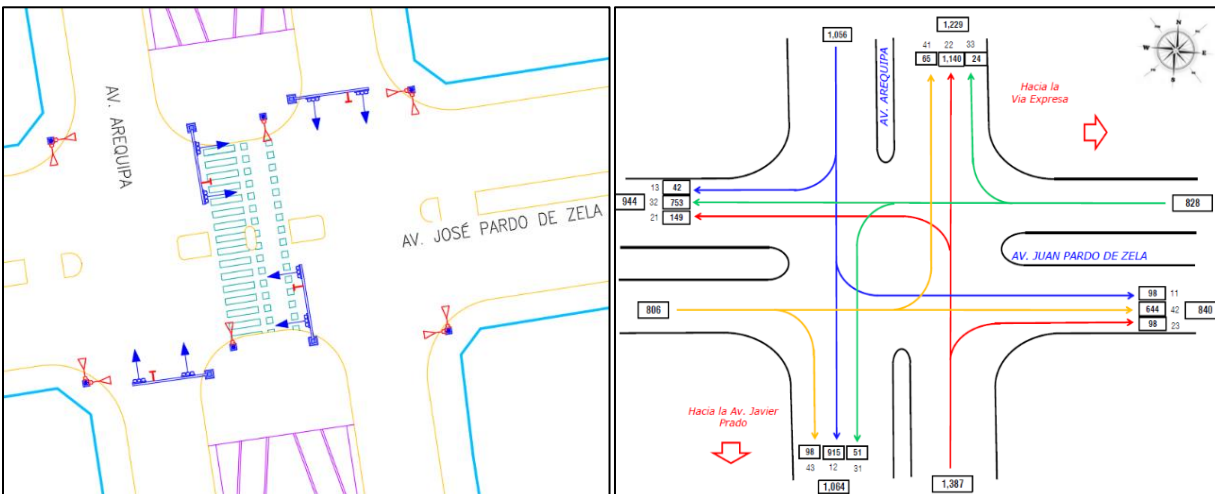 AV. AREQUIPA
AV. JOSÉ PARDO DE ZELA
1,229
1,056
41 22 33
65 1,140 24
AV. AREQUIPA
N
W E
S
Hacia la
Via Expresa
13 42
944 32 753
21 149
828
AV. JUAN PARDO DE ZELA
806
98 11
644 42 840
98 23
Hacia la Av. Javier
Prado
98 915 51
43 12 31
1,064
1,387